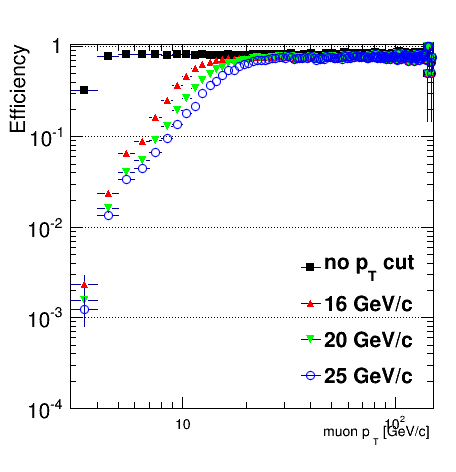 Efficiency
1
10^-1
10^-2
10^-3
10^-4
no p_T cut
16 GeV/c
20 GeV/c
25 GeV/c
10
10^2
muon p_T [GeV/c]